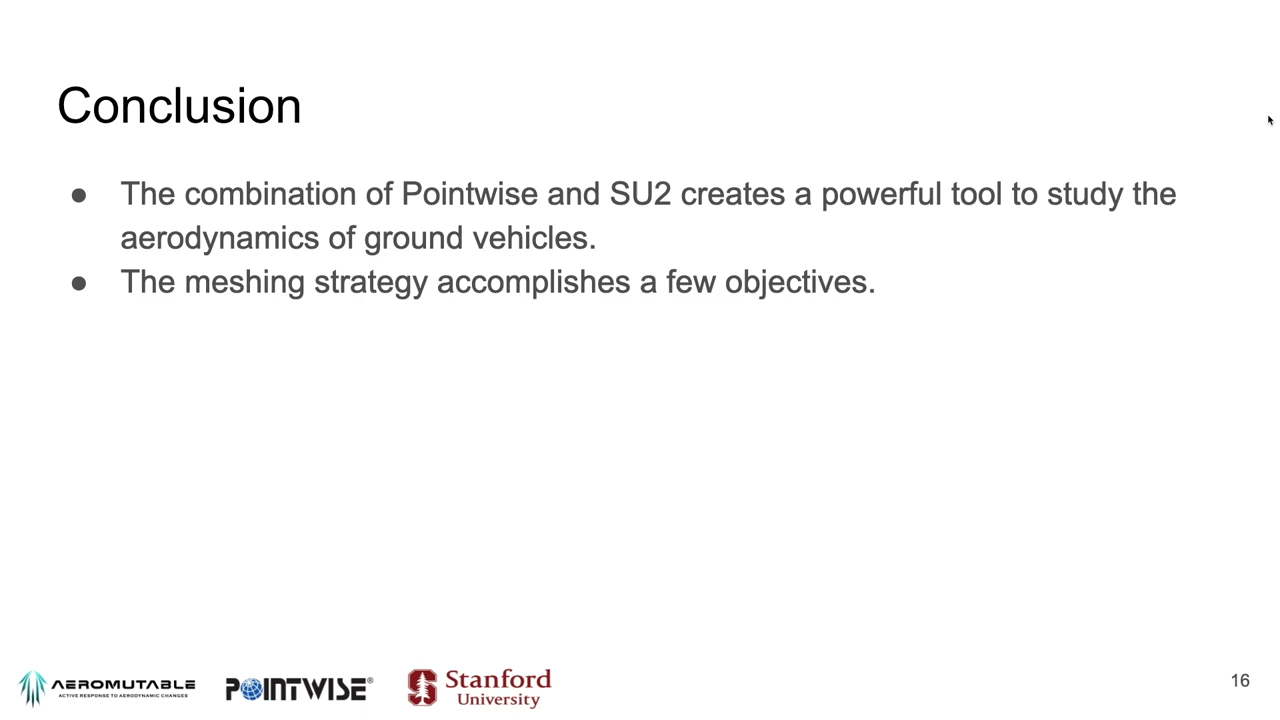 Conclusion
● The combination of Pointwise and SU2 creates a powerful tool to study the
aerodynamics of ground vehicles.
● The meshing strategy accomplishes a few objectives.
AEROMUTABLE
ACTIVE RESPONSE TO AERODYNAMIC CHANGES
POINTWISE®
Stanford
University
16